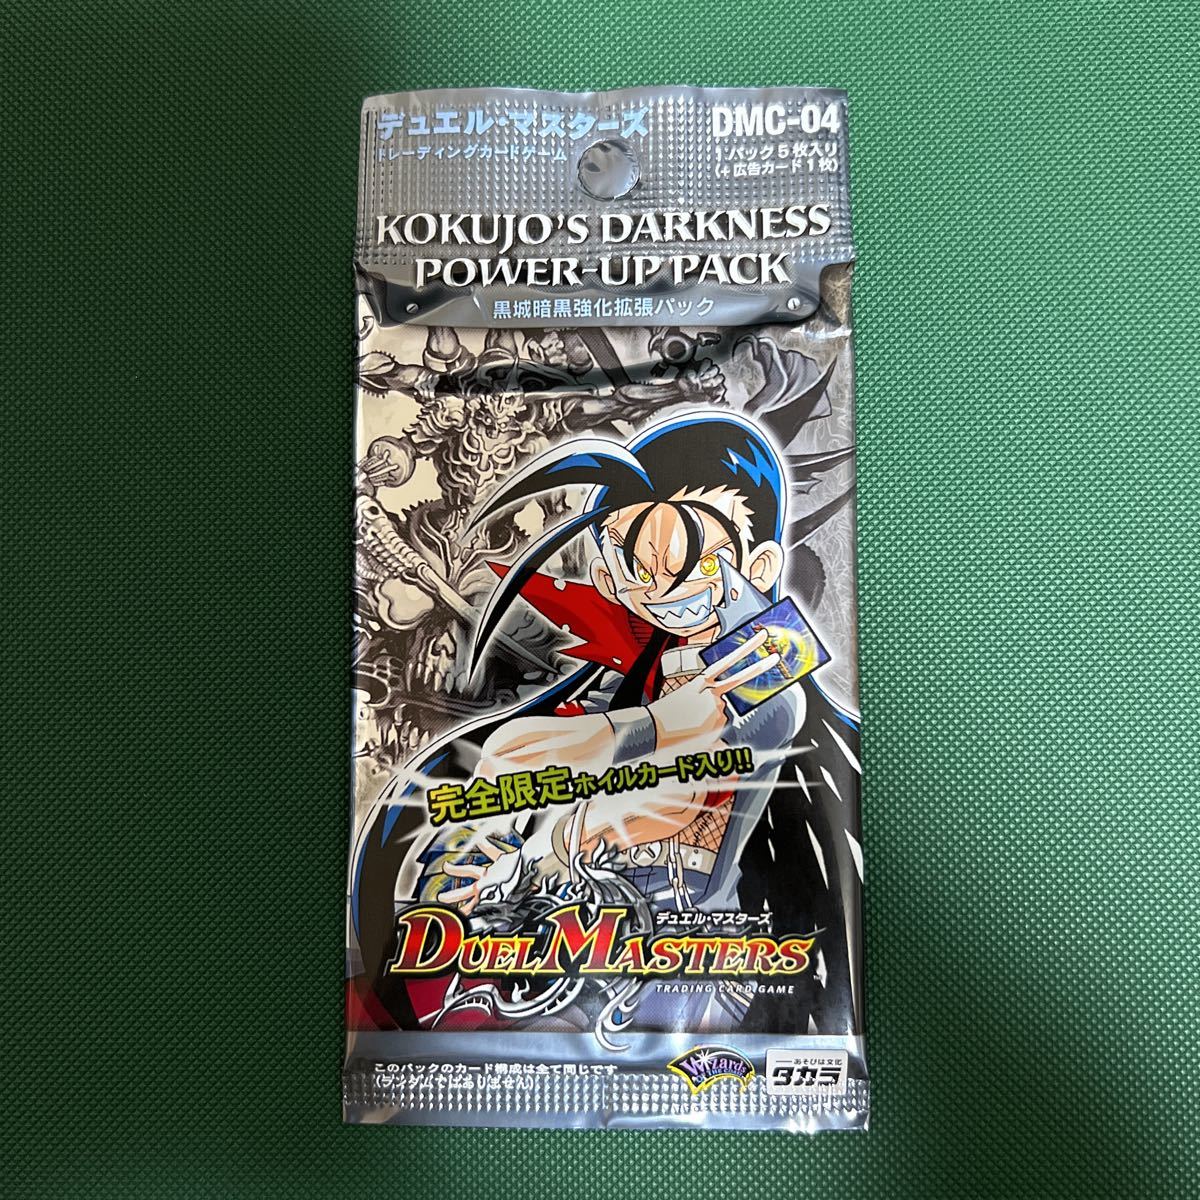 デュエル・マスターズ
トレーディングカードゲーム
DMC-04
1パック5枚入り
(+広告カード1枚)
KOKUJO'S DARKNESS
POWER-UP PACK
黒城暗黒強化拡張パック
完全限定ホイルカード入り!!
デュエル・マスターズ
DUEL MASTERS
TRADING CARD GAME
このパックのカード構成は全て同じです
(ランダムではありません)
Wizards
OF THE COAST
あそびは文化
タカラ